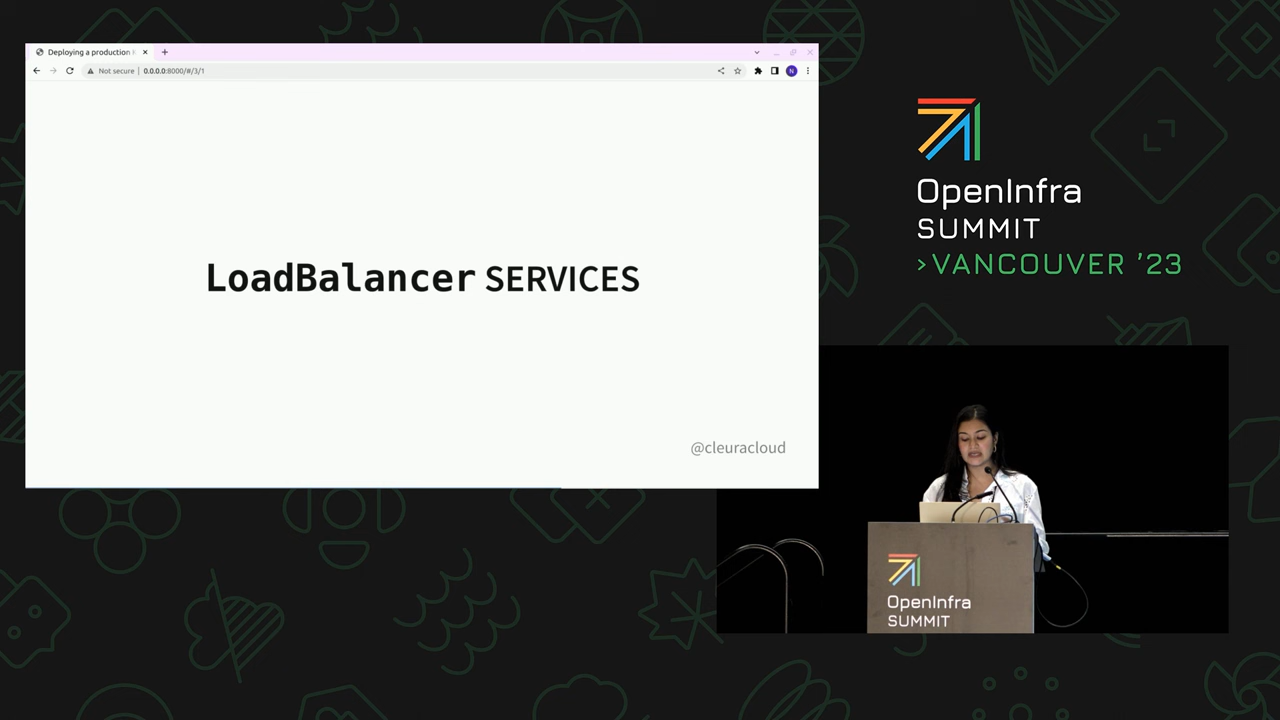 Deploying a production
Not secure
0.0.0.0:8000/#/3/1
N
LoadBalancer SERVICES
@cleuracloud
OpenInfra
SUMMIT
>VANCOUVER '23
OpenInfra
SUMMIT